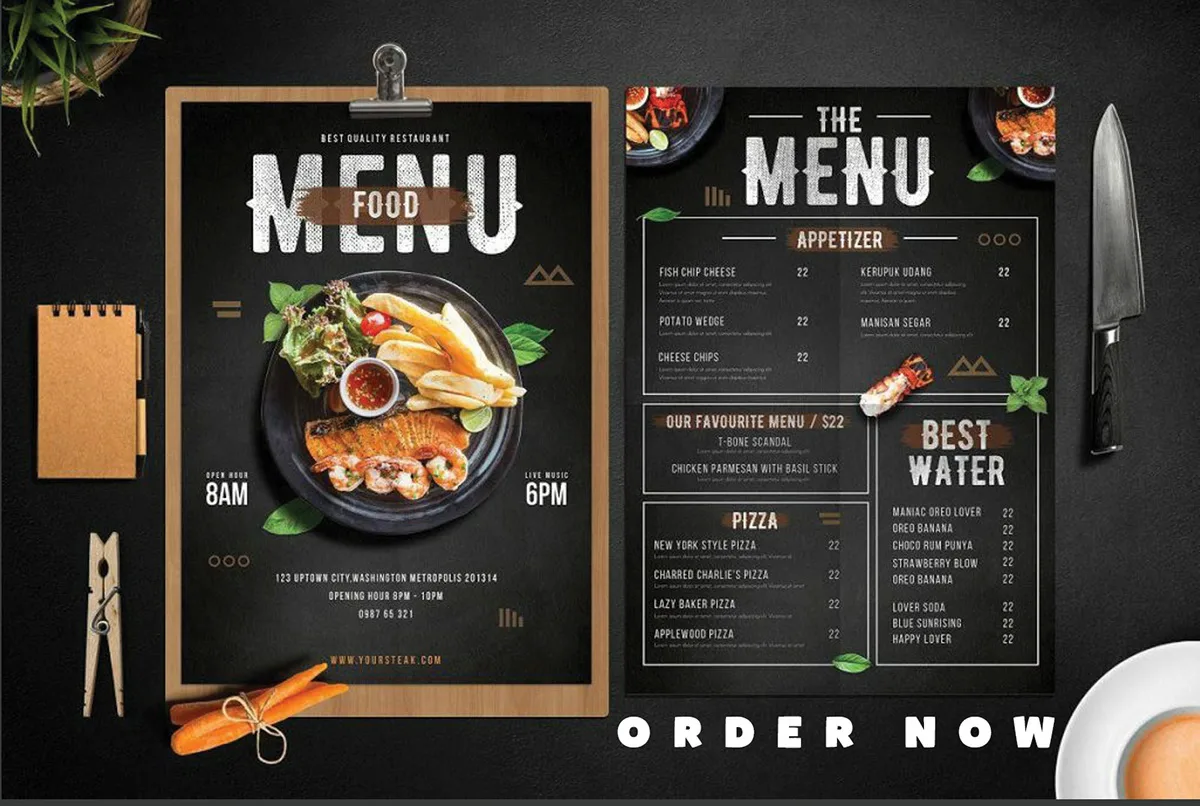 BEST QUALITY RESTAURANT
MENU
FOOD
OPEN HOUR
8AM
LIVE MUSIC
6PM
123 UPTOWN CITY,WASHINGTON METROPOLIS 201314
OPENING HOUR 8PM - 10PM
0987 65 321
WWW.YOURSTEAK.COM
THE
MENU
APPETIZER
FISH CHIP CHEESE 22
POTATO WEDGE 22
CHEESE CHIPS 22
KERUPUK UDANG 22
MANISAN SEGAR 22
OUR FAVOURITE MENU / $22
T-BONE SCANDAL
CHICKEN PARMESAN WITH BASIL STICK
PIZZA
NEW YORK STYLE PIZZA 22
CHARRED CHARLIE'S PIZZA 22
LAZY BAKER PIZZA 22
APPLEWOOD PIZZA 22
BEST
WATER
MANIAC OREO LOVER 22
OREO BANANA 22
CHOCO RUM PUNYA 22
STRAWBERRY BLOW 22
OREO BANANA 22
LOVER SODA 22
BLUE SUNRISING 22
HAPPY LOVER 22
ORDER NOW